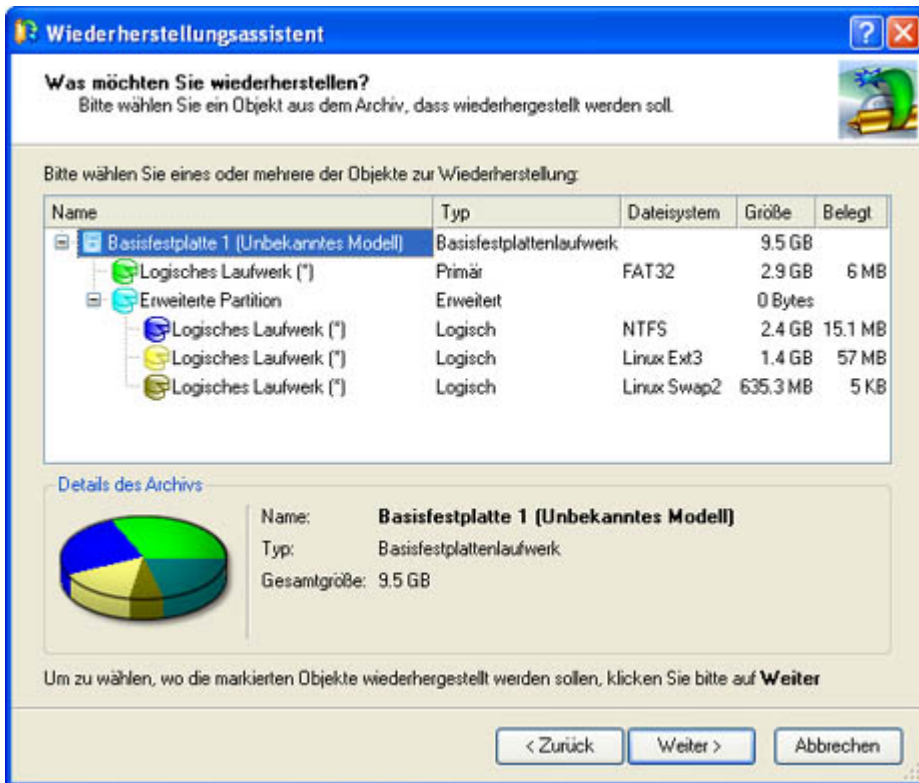 Wiederherstellungsassistent
Was möchten Sie wiederherstellen?
Bitte wählen Sie ein Objekt aus dem Archiv, dass wiederhergestellt werden soll.
Bitte wählen Sie eines oder mehrere der Objekte zur Wiederherstellung:
Name Typ Dateisystem Größe Belegt
Basisfestplatte 1 (Unbekanntes Modell) Basisfestplattenlaufwerk 9.5 GB
Logisches Laufwerk (*) Primär FAT32 2.9 GB 6 MB
Erweiterte Partition Erweitert 0 Bytes
Logisches Laufwerk (*) Logisch NTFS 2.4 GB 15.1 MB
Logisches Laufwerk (*) Logisch Linux Ext3 1.4 GB 57 MB
Logisches Laufwerk (*) Logisch Linux Swap2 635.3 MB 5 KB
Details des Archivs
Name: Basisfestplatte 1 (Unbekanntes Modell)
Typ: Basisfestplattenlaufwerk
Gesamtgröße: 9.5 GB
Um zu wählen, wo die markierten Objekte wiederhergestellt werden sollen, klicken Sie bitte auf Weiter
< Zurück Weiter > Abbrechen